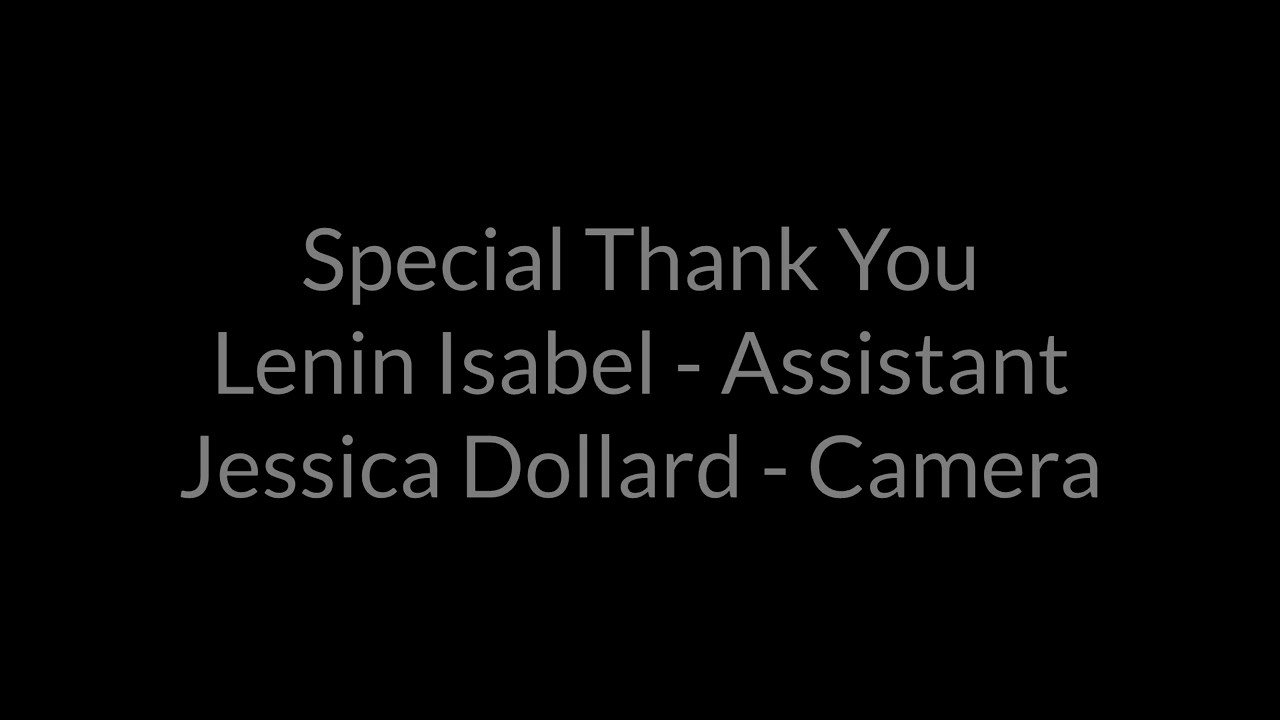 Special Thank You
Lenin Isabel - Assistant
Jessica Dollard - Camera